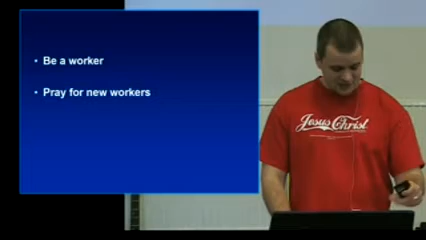 • Be a worker
• Pray for new workers
Jesus Christ